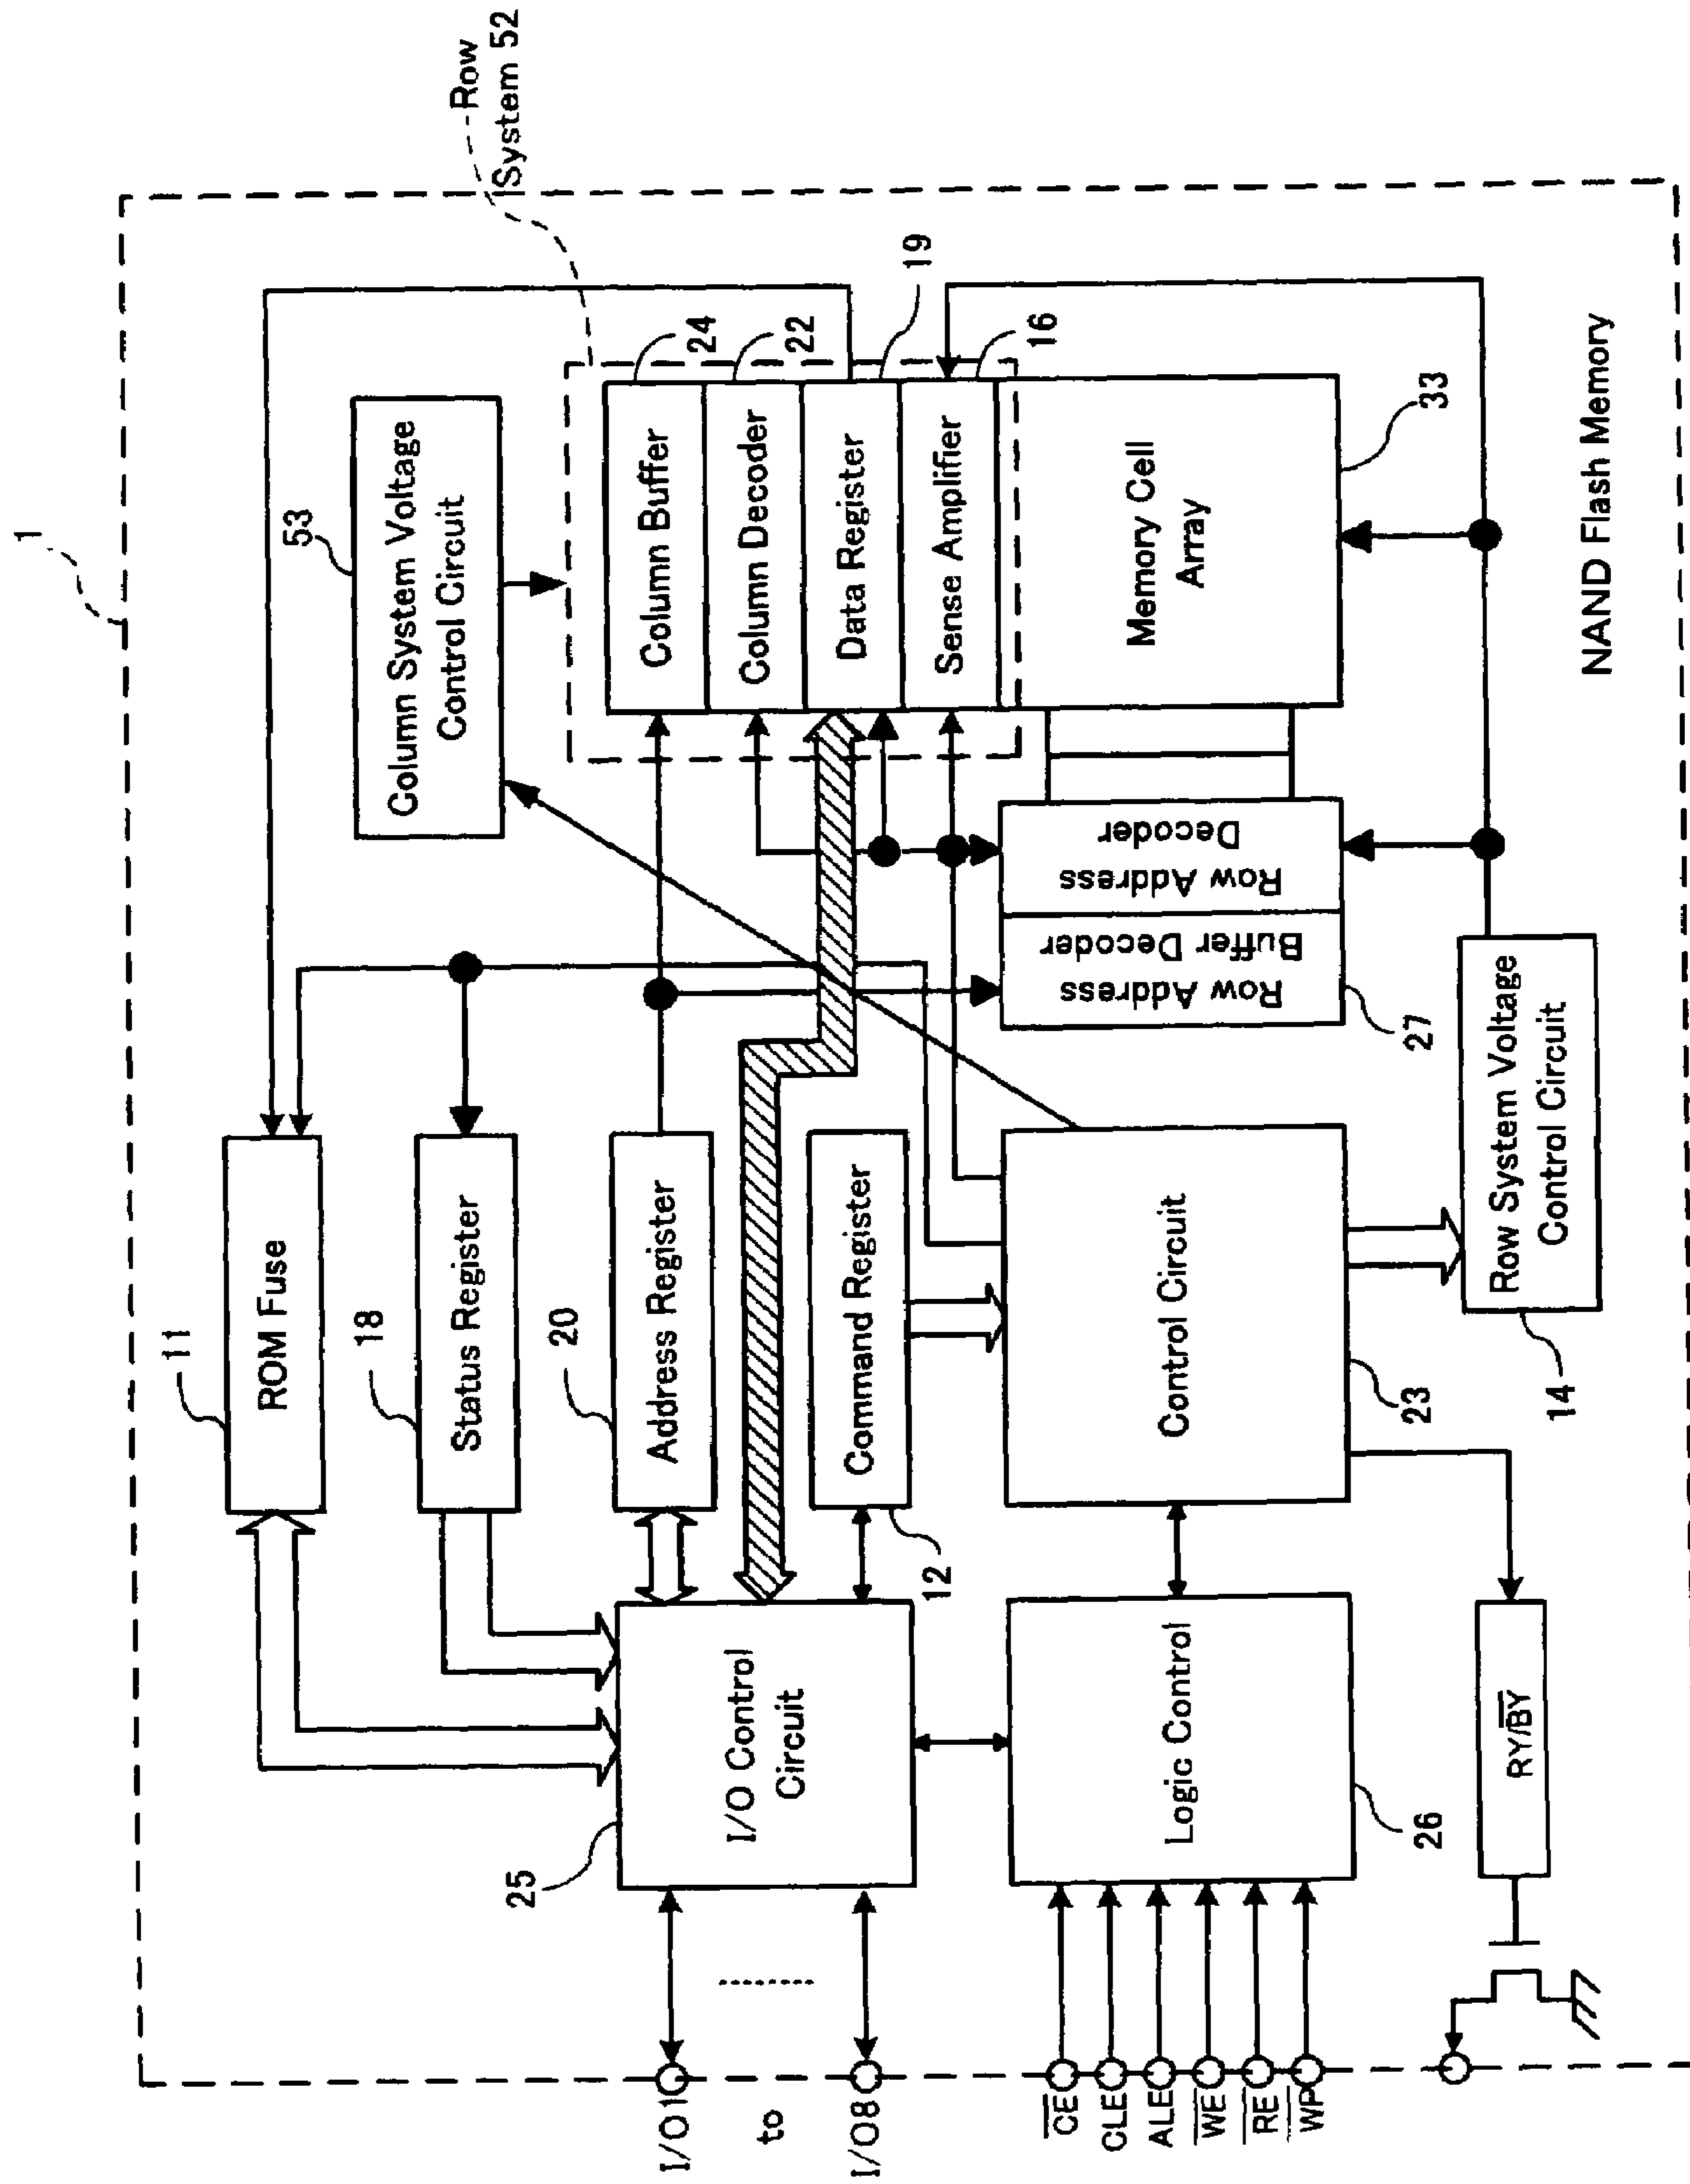 1
Row
System 52
53
Column System Voltage
Control Circuit
11
ROM Fuse
18
Status Register
24
Column Buffer
22
Column Decoder
20
Address Register
19
Data Register
16
Sense Amplifier
12
Command Register
25
I/O Control
Circuit
I/O1
to
I/O8
Memory Cell
Array
33
Row Address
Decoder
Row Address
Buffer Decoder
27
Control Circuit
23
Logic Control
26
CE
CLE
ALE
WE
RE
WP
Row System Voltage
Control Circuit
14
RY/BY
NAND Flash Memory